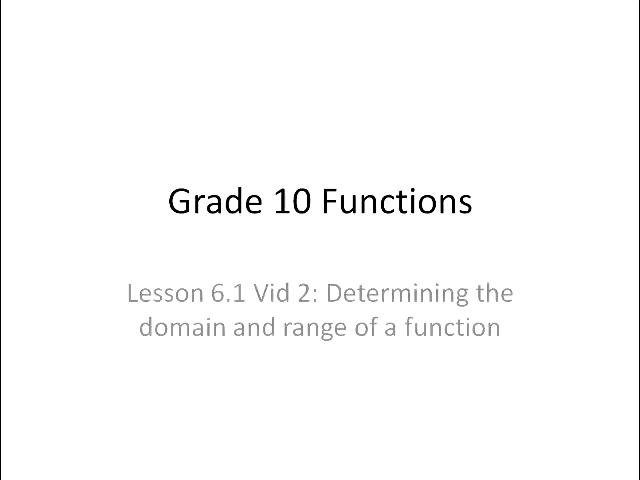 Grade 10 Functions
Lesson 6.1 Vid 2: Determining the
domain and range of a function